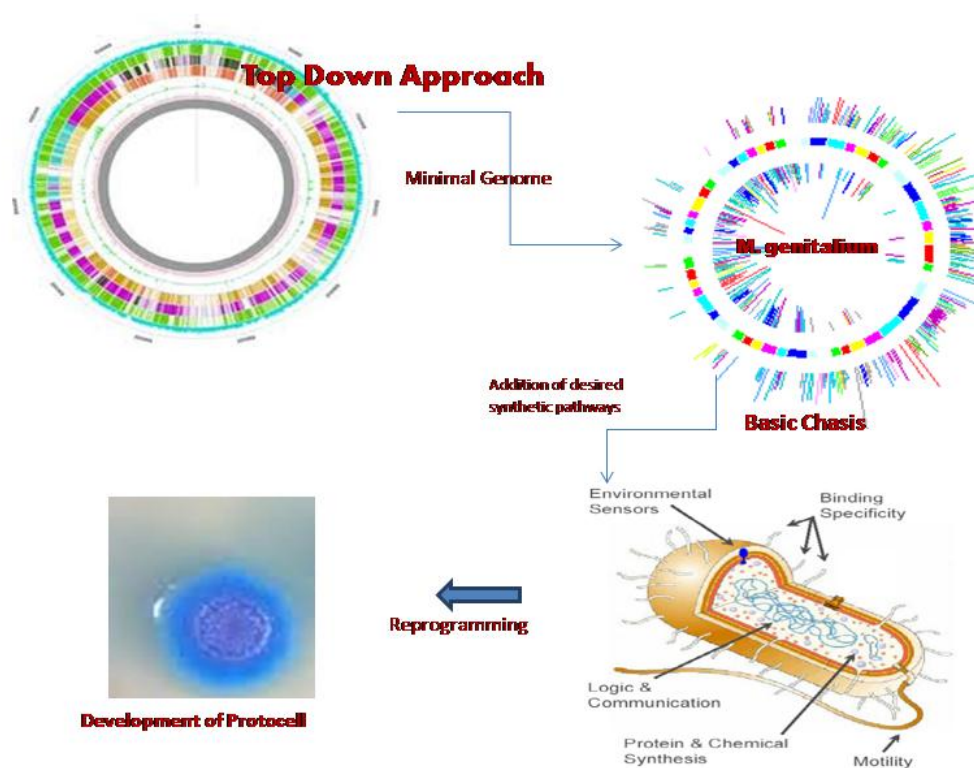 Top Down Approach
Minimal Genome
M. genitalium
Addition of desired
synthetic pathways
Basic Chasis
Environmental
Sensors
Binding
Specificity
Reprogramming
Logic &
Communication
Development of Protocell
Protein & Chemical
Synthesis
Motility